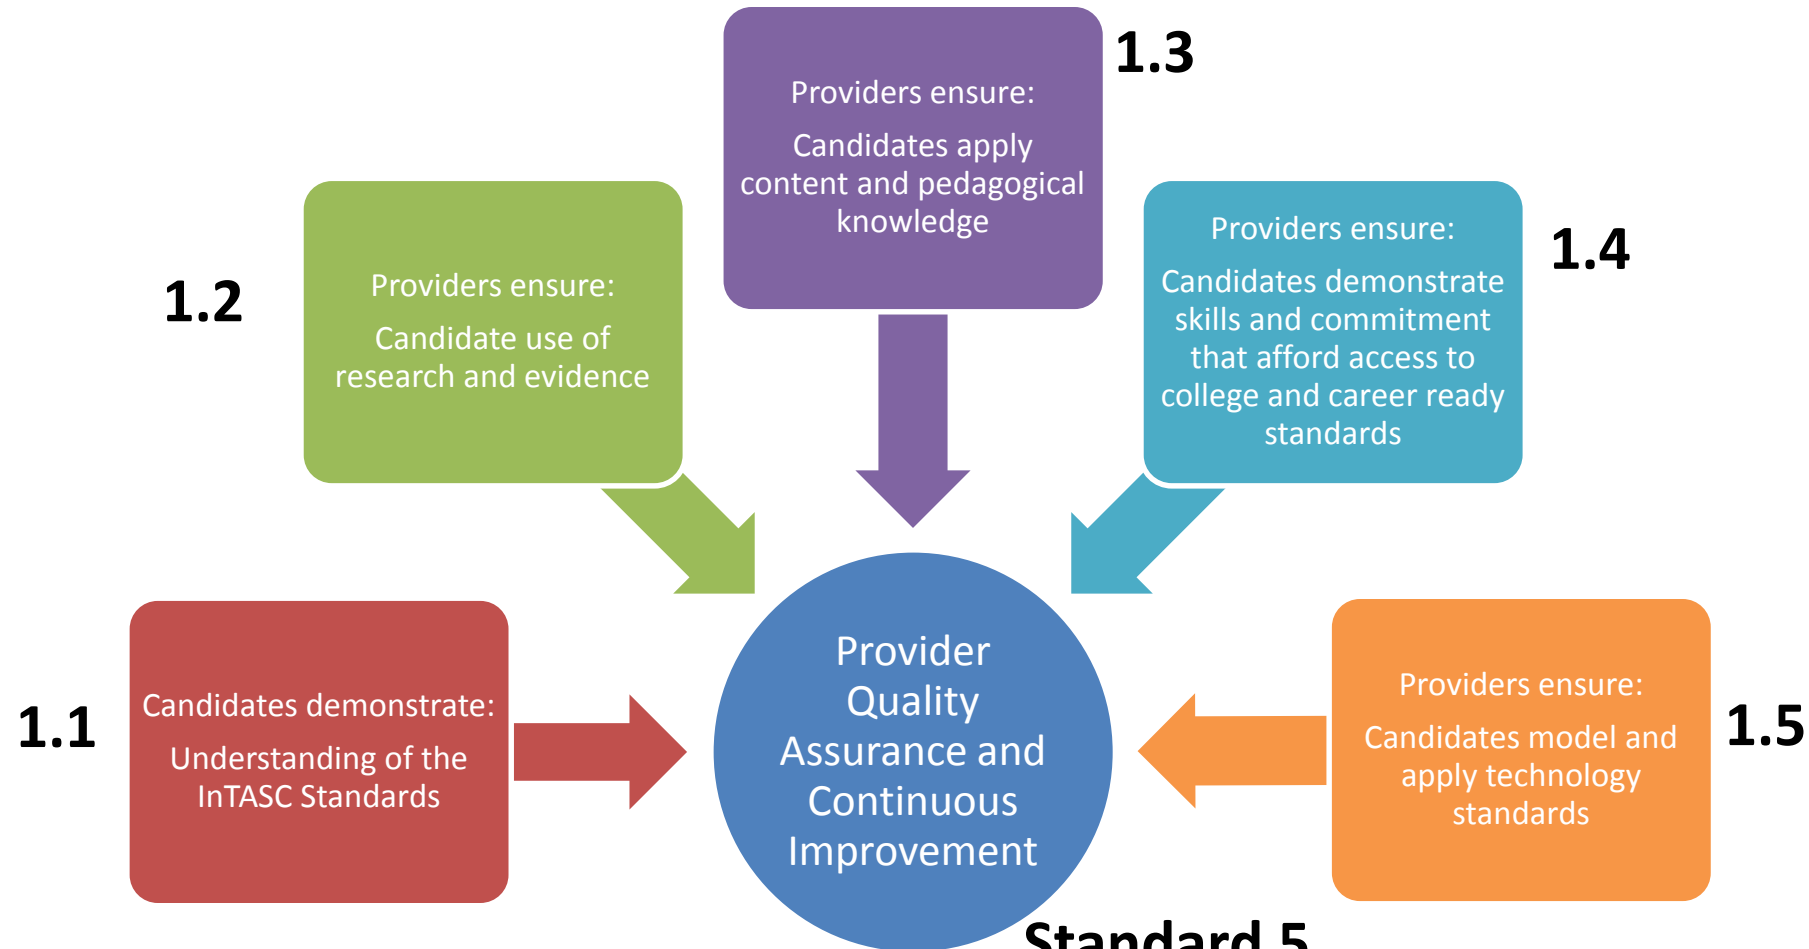 1.1
Candidates demonstrate:
Understanding of the
InTASC Standards
1.2
Providers ensure:
Candidate use of
research and evidence
1.3
Providers ensure:
Candidates apply
content and pedagogical
knowledge
1.4
Providers ensure:
Candidates demonstrate
skills and commitment
that afford access to
college and career ready
standards
1.5
Providers ensure:
Candidates model and
apply technology
standards
Provider
Quality
Assurance and
Continuous
Improvement
Standard 5